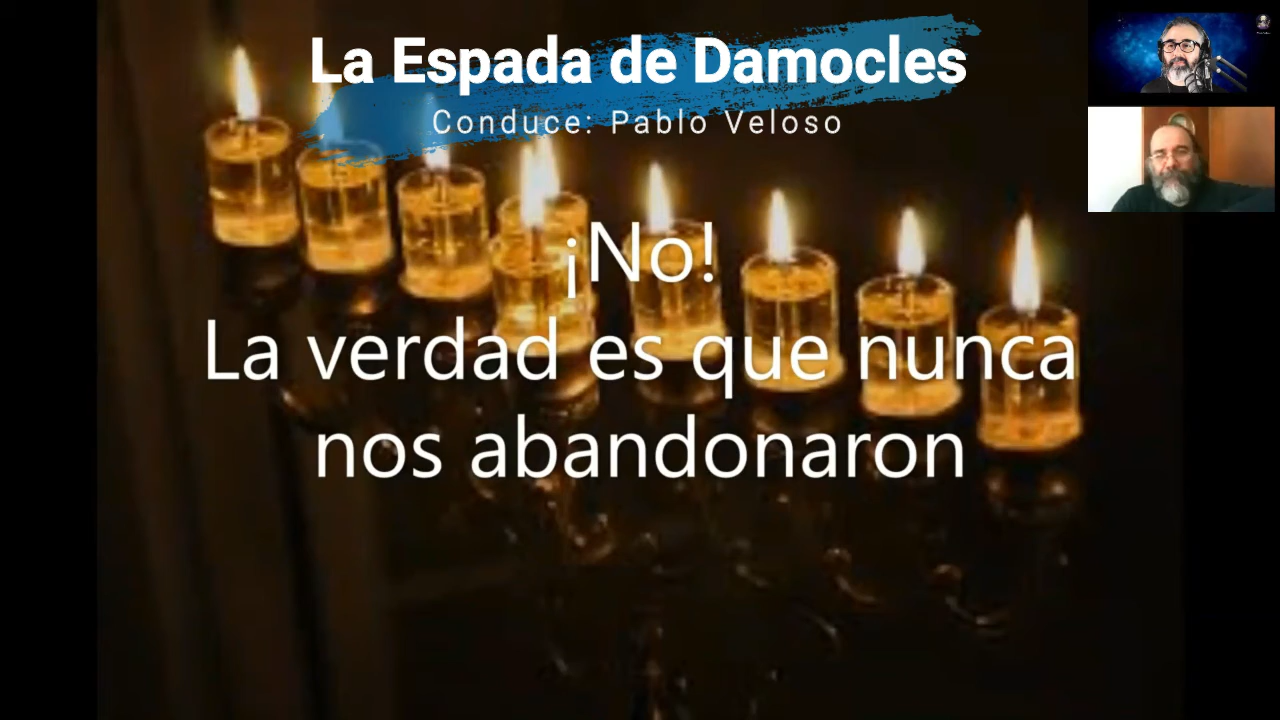 La Espada de Damocles
Conduce: Pablo Veloso
¡No!
La verdad es que nunca
nos abandonaron